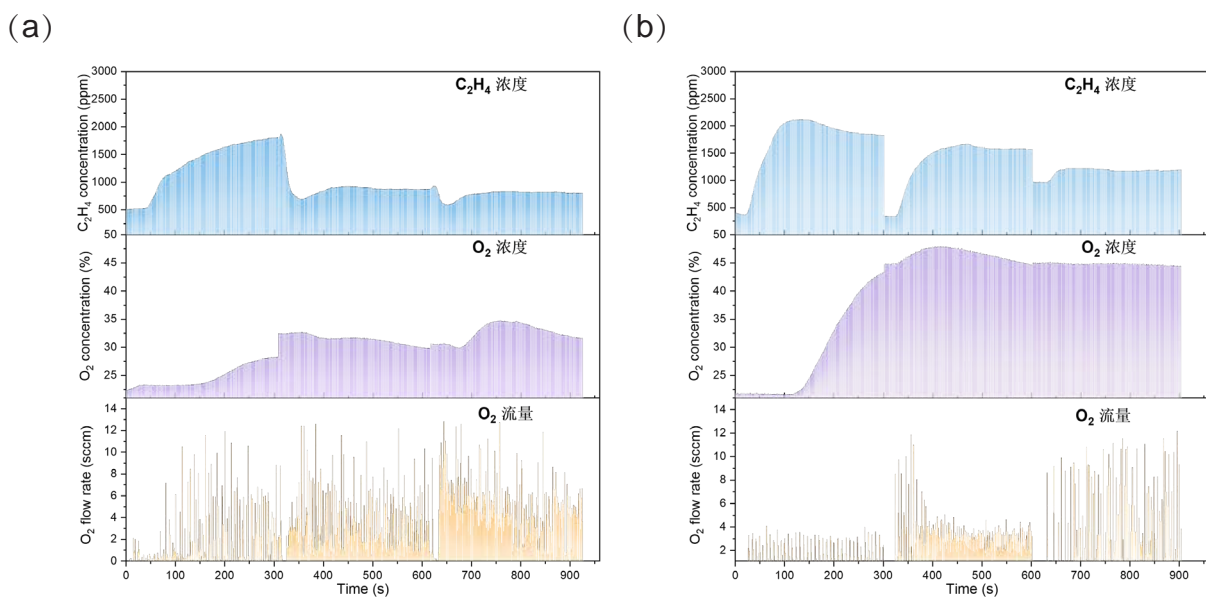 (a)
C₂H₄ concentration (ppm)
3000
2500
2000
1500
1000
500
50
C₂H₄ 浓度
O₂ concentration (%)
50
45
40
35
30
25
O₂ 浓度
O₂ flow rate (sccm)
14
12
10
8
6
4
2
0
O₂ 流量
0 100 200 300 400 500 600 700 800 900
Time (s)
(b)
C₂H₄ concentration (ppm)
3000
2500
2000
1500
1000
500
50
C₂H₄ 浓度
O₂ concentration (%)
50
45
40
35
30
25
O₂ 浓度
O₂ flow rate (sccm)
14
12
10
8
6
4
2
O₂ 流量
0 100 200 300 400 500 600 700 800 900
Time (s)